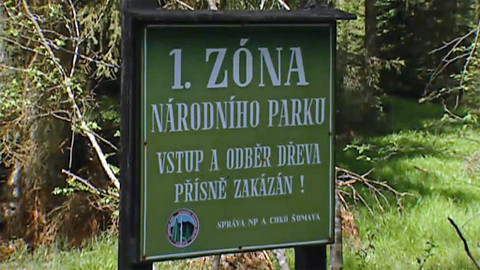 1. ZÓNA
NÁRODNÍHO PARKU
VSTUP A ODBĚR DŘEVA
PŘÍSNĚ ZAKÁZÁN !
SPRÁVA NP A CHKO ŠUMAVA